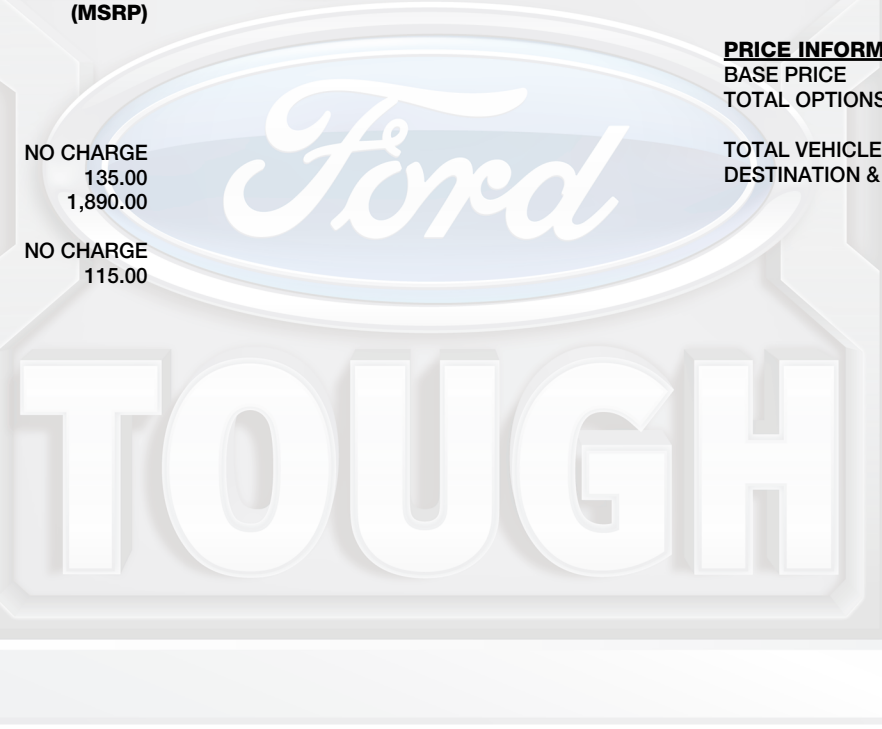 (MSRP)
NO CHARGE
135.00
1,890.00
NO CHARGE
115.00
PRICE INFORM
BASE PRICE
TOTAL OPTIONS
TOTAL VEHICLE
DESTINATION &
Ford
TOUGH